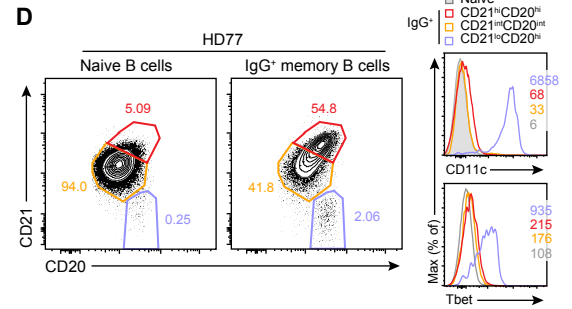 D
HD77
Naive B cells
IgG⁺ memory B cells
5.09
94.0
0.25
54.8
41.8
2.06
CD21
CD20
Naive
IgG⁺
CD21ʰⁱCD20ʰⁱ
CD21ⁱⁿᵗCD20ⁱⁿᵗ
CD21ˡᵒCD20ʰⁱ
6858
68
33
6
CD11c
935
215
176
108
Max (% of)
Tbet